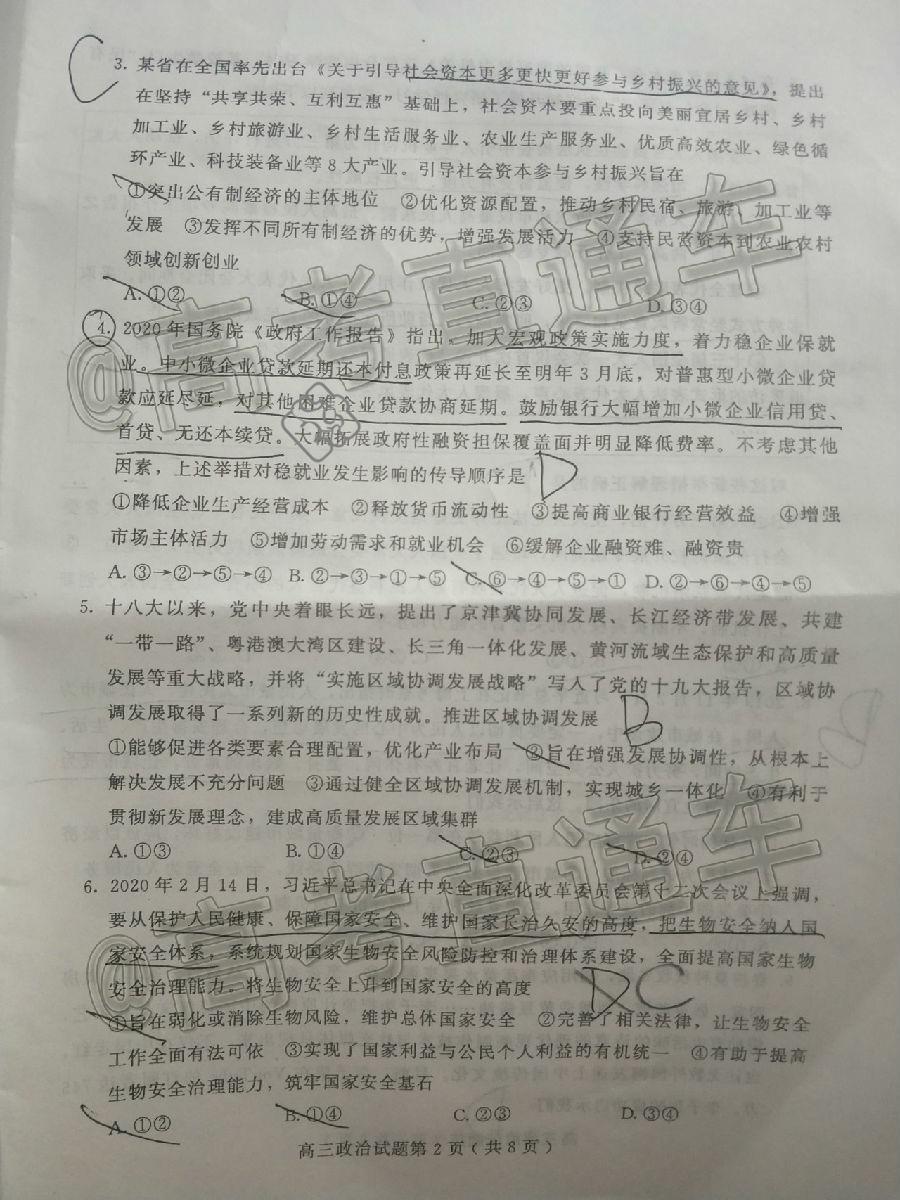 C
3. 某省在全国率先出台《关于引导社会资本更多更快更好参与乡村振兴的意见》，提出
在坚持“共享共荣、互利互惠”基础上，社会资本要重点投向美丽宜居乡村、乡村
加工业、乡村旅游业、乡村生活服务业、农业生产服务业、优质高效农业、绿色循
环产业、科技装备业等 8 大产业。引导社会资本参与乡村振兴旨在
①突出公有制经济的主体地位 ②优化资源配置，推动乡村民宿、旅游、加工业等
发展 ③发挥不同所有制经济的优势，增强发展活力 ④支持民营资本到农业农村
领域创新创业
A. ①② B. ①④ C. ②③ D. ③④
4. 2020 年国务院《政府工作报告》指出，加大宏观政策实施力度，着力稳企业保就
业。中小微企业贷款延期还本付息政策再延长至明年 3 月底，对普惠型小微企业贷
款应延尽延，对其他困难企业贷款协商延期。鼓励银行大幅增加小微企业信用贷、
首贷、无还本续贷。大幅拓展政府性融资担保覆盖面并明显降低费率。不考虑其他
因素，上述举措对稳就业发生影响的传导顺序是 D
①降低企业生产经营成本 ②释放货币流动性 ③提高商业银行经营效益 ④增强
市场主体活力 ⑤增加劳动需求和就业机会 ⑥缓解企业融资难、融资贵
A. ③→②→⑤→④ B. ②→③→①→⑤ C. ⑥→④→⑤→① D. ②→⑥→④→⑤
5. 十八大以来，党中央着眼长远，提出了京津冀协同发展、长江经济带发展、共建
“一带一路”、粤港澳大湾区建设、长三角一体化发展、黄河流域生态保护和高质量
发展等重大战略，并将“实施区域协调发展战略”写入了党的十九大报告，区域协
调发展取得了一系列新的历史性成就。推进区域协调发展 B
①能够促进各类要素合理配置，优化产业布局 ②旨在增强发展协调性，从根本上
解决发展不充分问题 ③通过健全区域协调发展机制，实现城乡一体化 ④有利于
贯彻新发展理念，建成高质量发展区域集群
A. ①③ B. ①④ C. ②③ D. ②④
6. 2020 年 2 月 14 日，习近平总书记在中央全面深化改革委员会第十二次会议上强调，
要从保护人民健康、保障国家安全、维护国家长治久安的高度，把生物安全纳入国
家安全体系，系统规划国家生物安全风险防控和治理体系建设，全面提高国家生物
安全治理能力。将生物安全上升到国家安全的高度 D C
①旨在弱化或消除生物风险，维护总体国家安全 ②完善了相关法律，让生物安全
工作全面有法可依 ③实现了国家利益与公民个人利益的有机统一 ④有助于提高
生物安全治理能力，筑牢国家安全基石
A. ①② B. ①④ C. ②③ D. ③④
高三政治试题第 2 页（共 8 页）
@高考直通车
@高考直通车